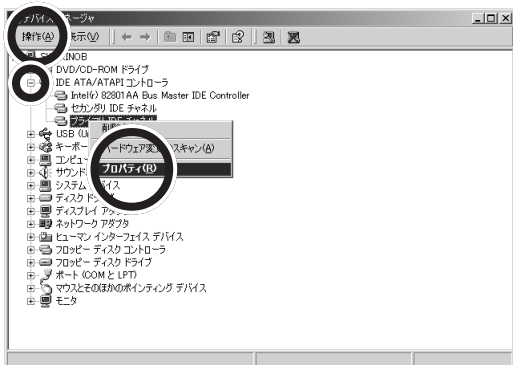 デバイス ネージャ
操作(A) 表示(V)
INOB
DVD/CD-ROM ドライブ
IDE ATA/ATAPI コントローラ
Intel(r) 82801AA Bus Master IDE Controller
セカンダリ IDE チャネル
プライマリ IDE チャネル
削除
USB (U
キーボー
ハードウェア変 スキャン(A)
コンピュー
プロパティ(R)
サウンド
システム バイス
ディスク ド
ディスプレイ アダ
ネットワーク アダプタ
ヒューマン インターフェイス デバイス
フロッピー ディスク コントローラ
フロッピー ディスク ドライブ
ポート (COM と LPT)
マウスとそのほかのポインティング デバイス
モニタ